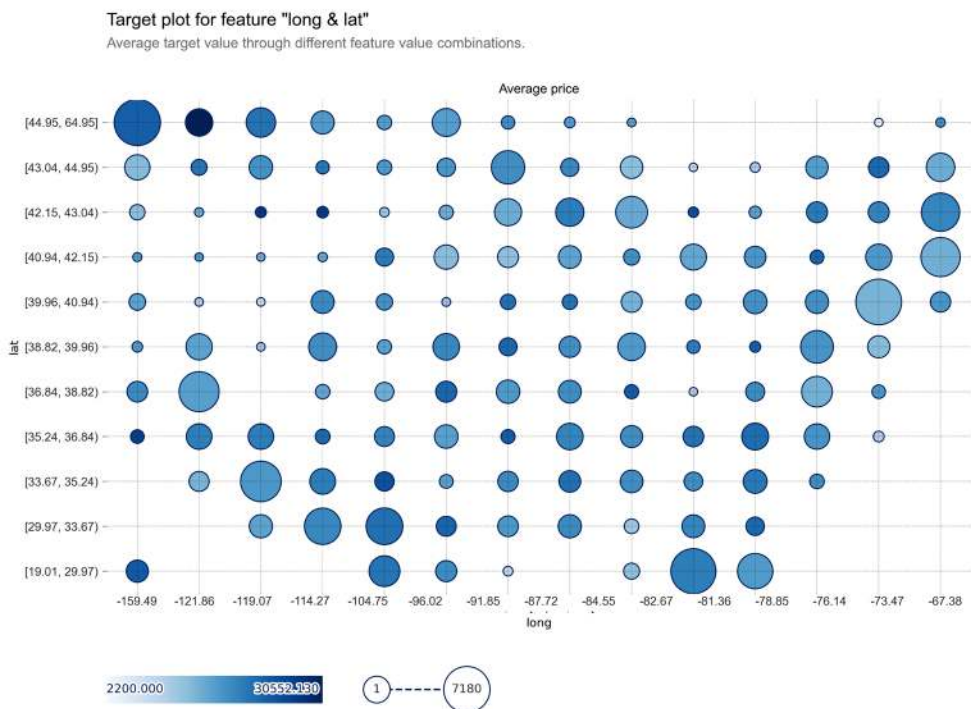 Target plot for feature "long & lat"
Average target value through different feature value combinations.
Average price
[44.95, 64.95]
[43.04, 44.95)
[42.15, 43.04)
[40.94, 42.15)
[39.96, 40.94)
[38.82, 39.96)
[36.84, 38.82)
[35.24, 36.84)
[33.67, 35.24)
[29.97, 33.67)
[19.01, 29.97)
lat
-159.49 -121.86 -119.07 -114.27 -104.75 -96.02 -91.85 -87.72 -84.55 -82.67 -81.36 -78.85 -76.14 -73.47 -67.38
long
2200.000 30552.130 1 7180